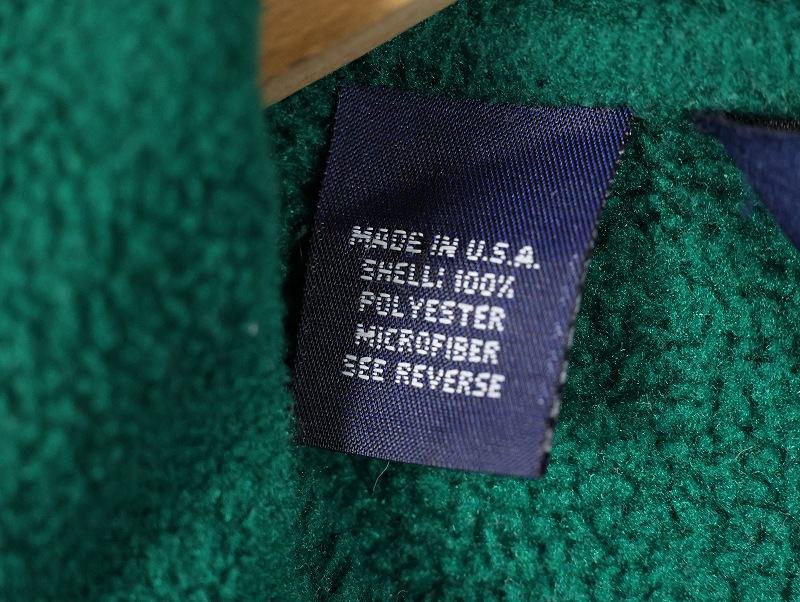 MADE IN U.S.A.
SHELL: 100%
POLYESTER
MICROFIBER
SEE REVERSE